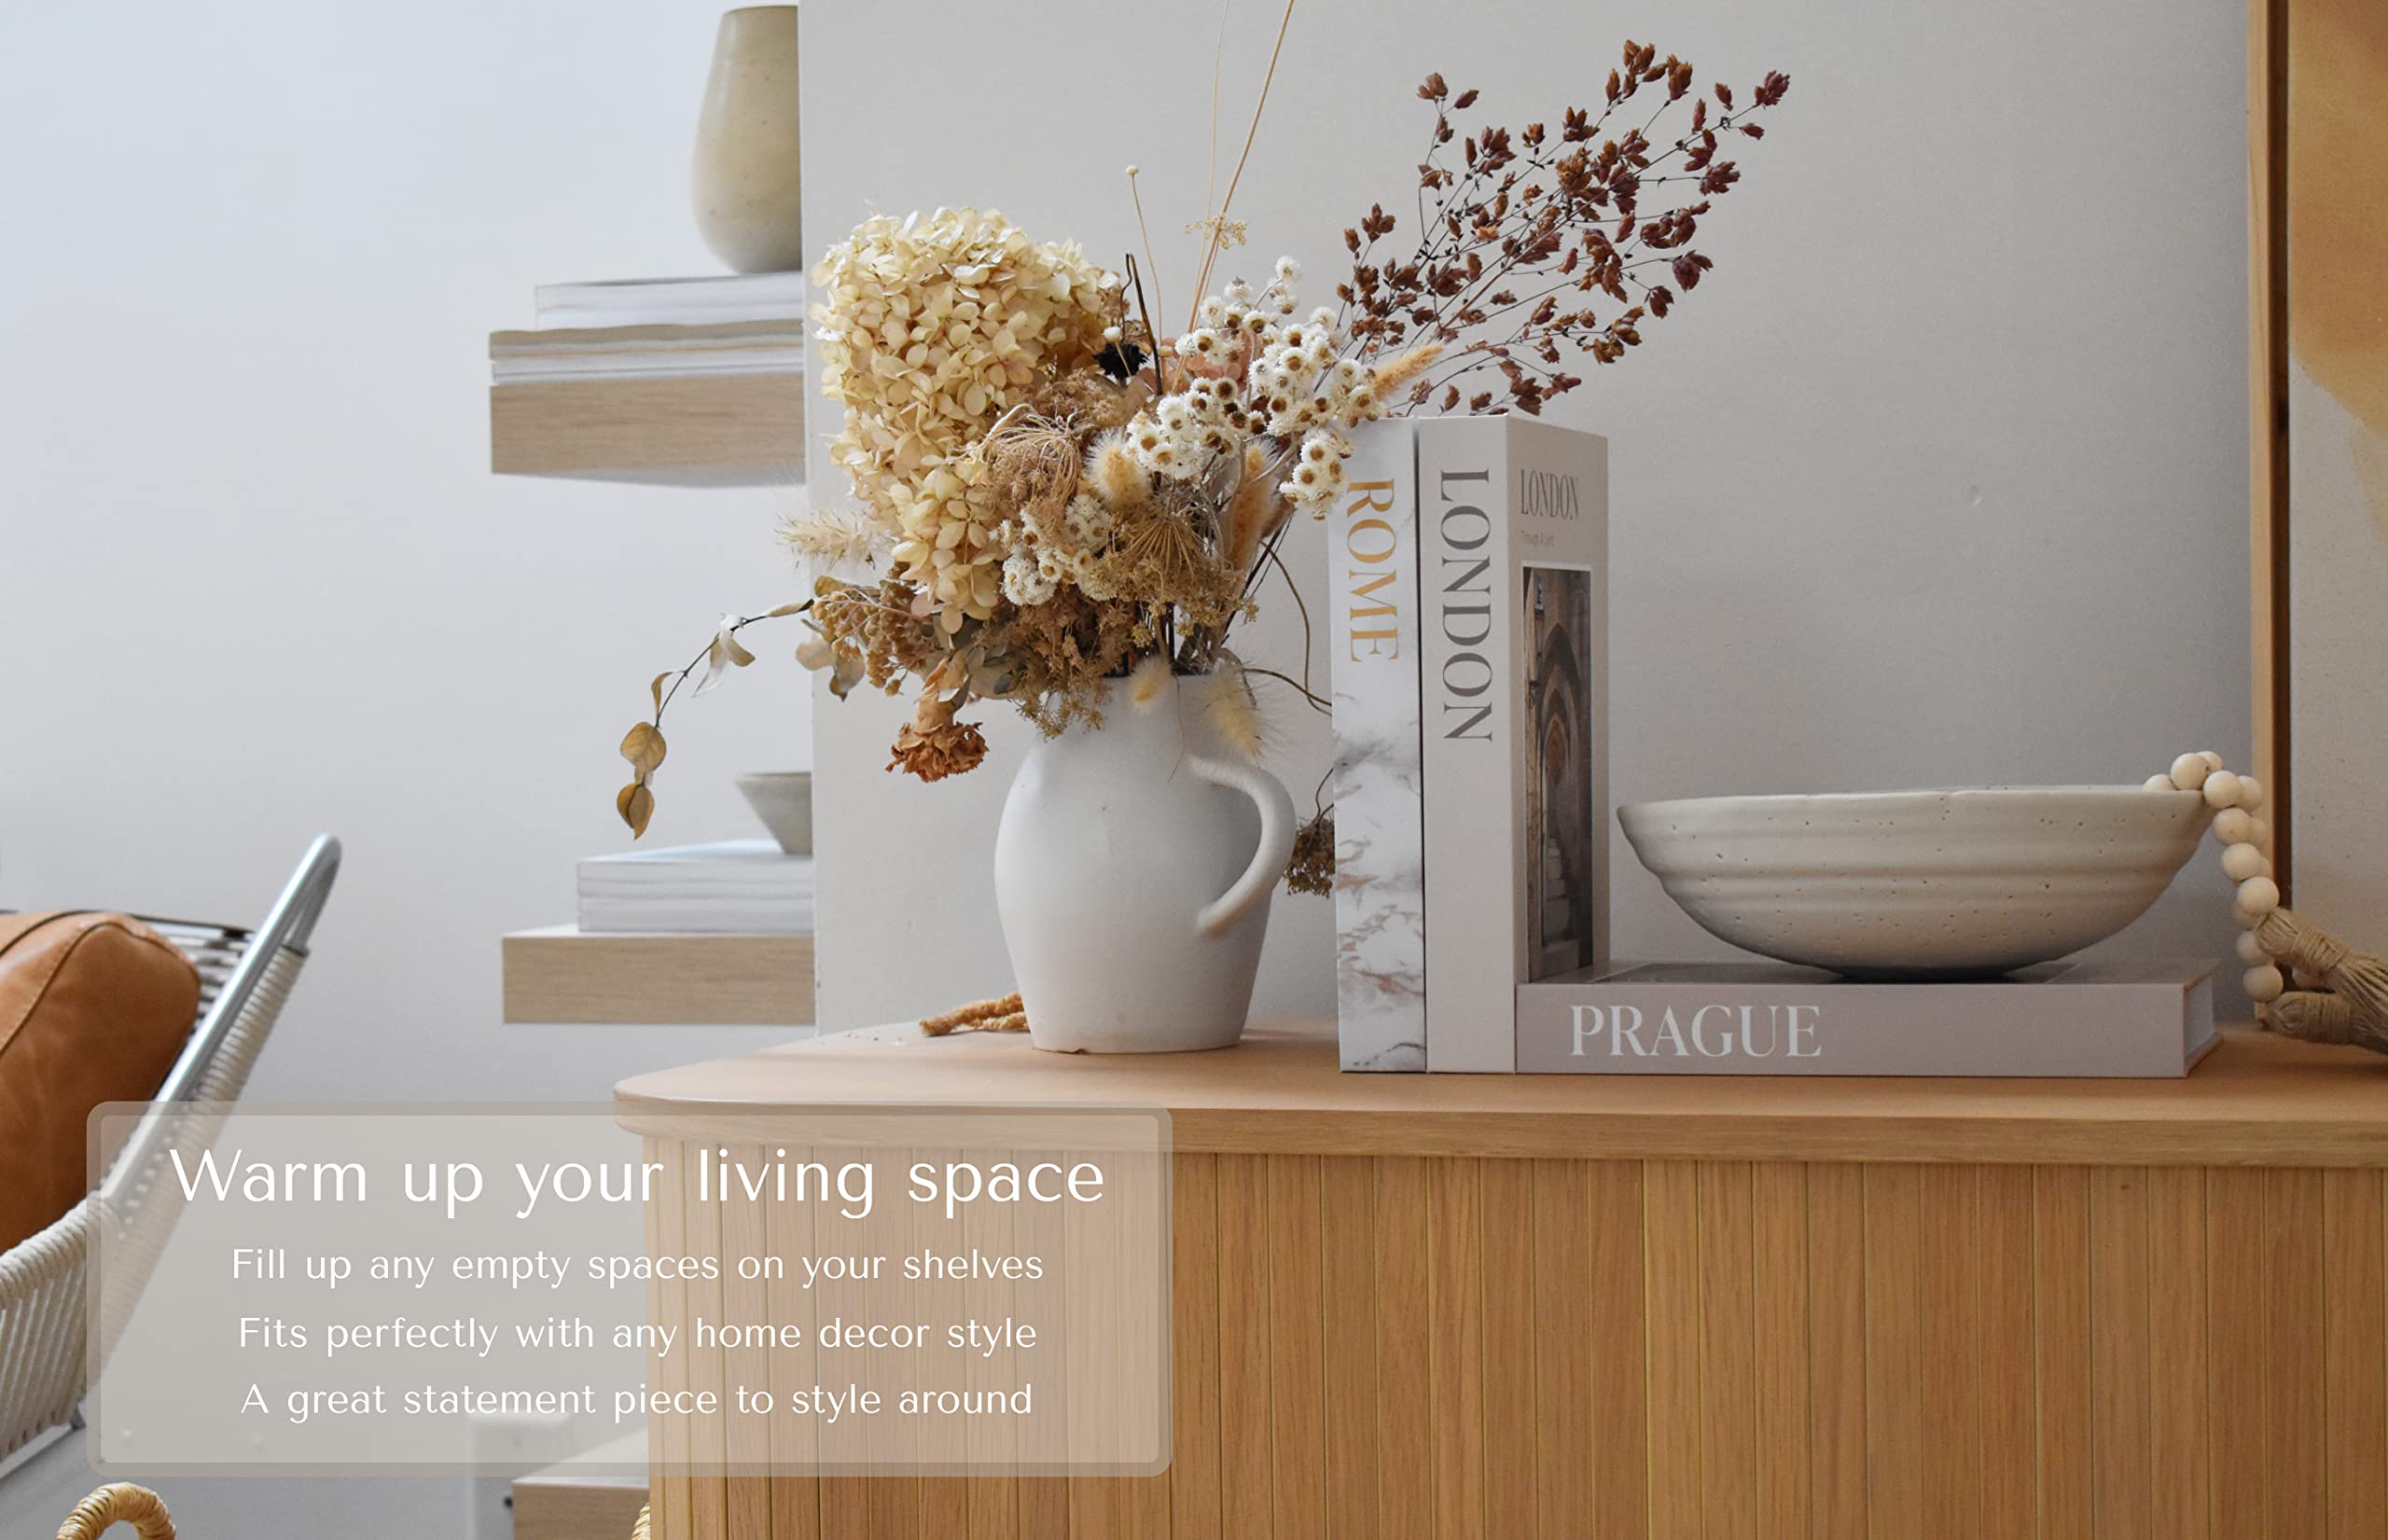 ROME
LONDON
LONDON
PRAGUE
Warm up your living space
Fill up any empty spaces on your shelves
Fits perfectly with any home decor style
A great statement piece to style around